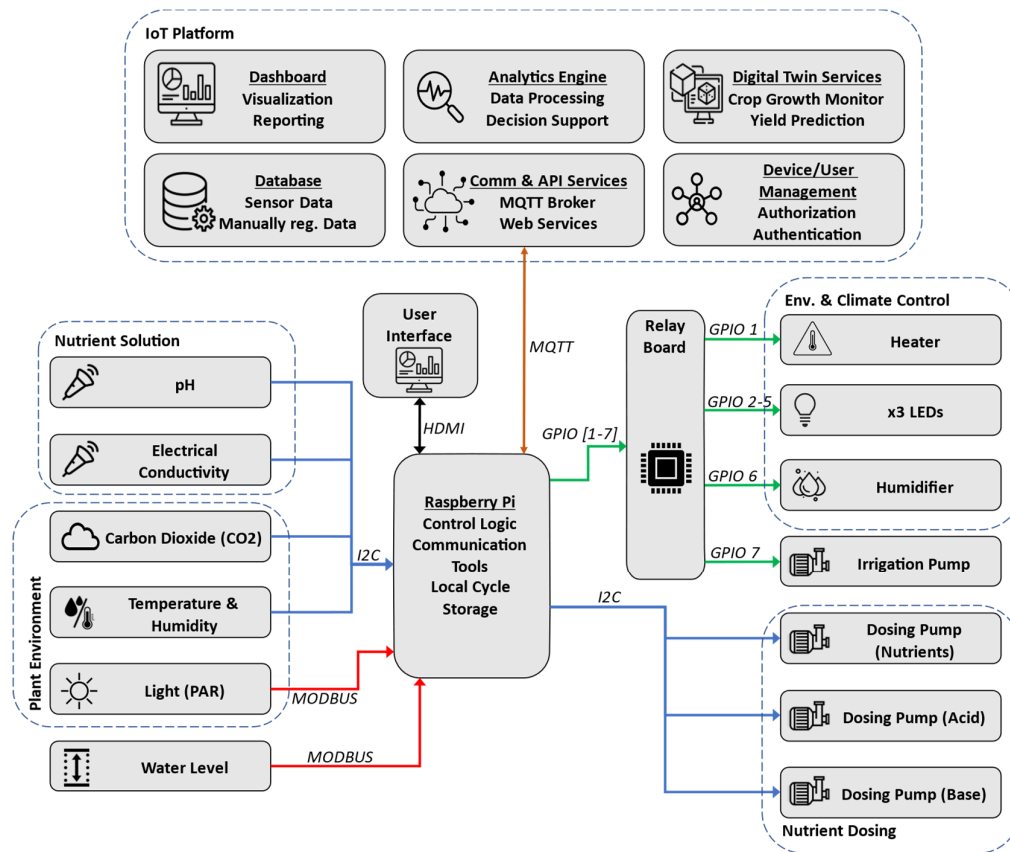 IoT Platform
Dashboard
Visualization
Reporting
Analytics Engine
Data Processing
Decision Support
Digital Twin Services
Crop Growth Monitor
Yield Prediction
Database
Sensor Data
Manually reg. Data
Comm & API Services
MQTT Broker
Web Services
Device/User
Management
Authorization
Authentication
MQTT
User
Interface
HDMI
Nutrient Solution
pH
Electrical
Conductivity
Plant Environment
Carbon Dioxide (CO2)
Temperature &
Humidity
Light (PAR)
Water Level
I2C
MODBUS
MODBUS
Raspberry Pi
Control Logic
Communication
Tools
Local Cycle
Storage
GPIO [1-7]
Relay
Board
GPIO 1
GPIO 2-5
GPIO 6
GPIO 7
Env. & Climate Control
Heater
x3 LEDs
Humidifier
Irrigation Pump
I2C
Dosing Pump
(Nutrients)
Dosing Pump (Acid)
Dosing Pump (Base)
Nutrient Dosing